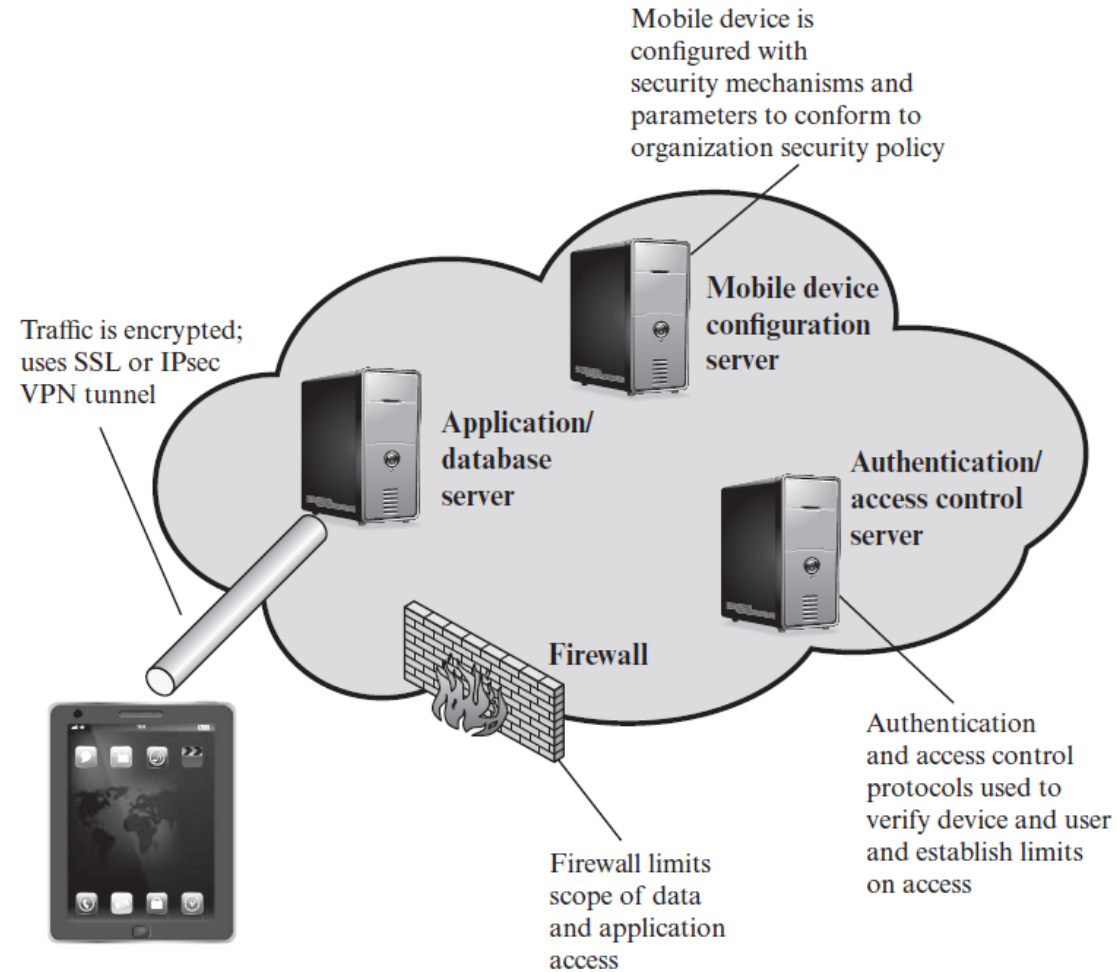 Mobile device is
configured with
security mechanisms and
parameters to conform to
organization security policy
Mobile device
configuration
server
Traffic is encrypted;
uses SSL or IPsec
VPN tunnel
Application/
database
server
Authentication/
access control
server
Firewall
Authentication
and access control
protocols used to
verify device and user
and establish limits
on access
Firewall limits
scope of data
and application
access